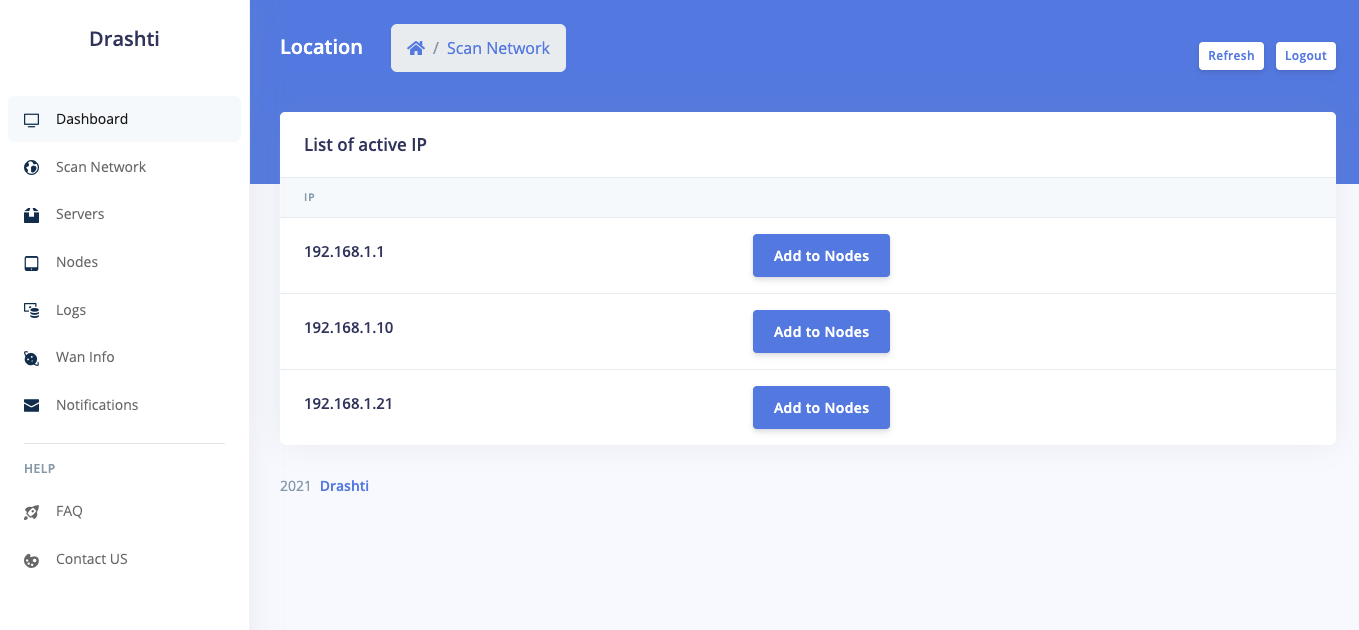 Drashti
Dashboard
Scan Network
Servers
Nodes
Logs
Wan Info
Notifications
HELP
FAQ
Contact US
Location
/ Scan Network
Refresh
Logout
List of active IP
IP
192.168.1.1 Add to Nodes
192.168.1.10 Add to Nodes
192.168.1.21 Add to Nodes
2021 Drashti